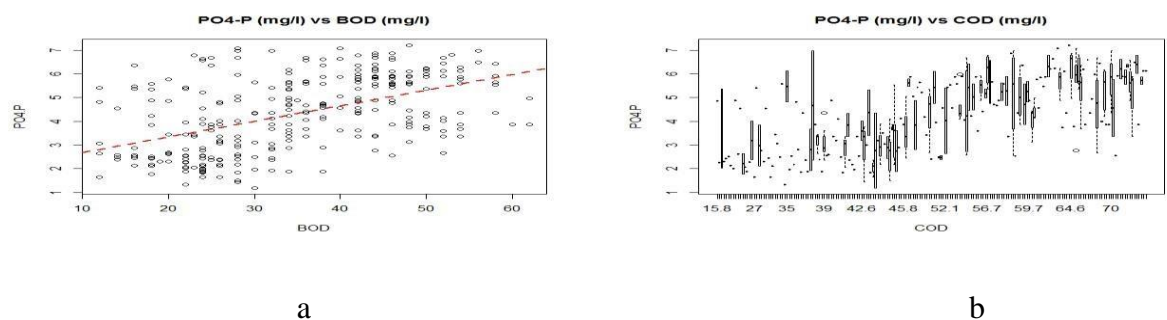 PO4-P (mg/l) vs BOD (mg/l)
PO4.P
1 2 3 4 5 6 7
10 20 30 40 50 60
BOD
a
PO4-P (mg/l) vs COD (mg/l)
PO4.P
1 2 3 4 5 6 7
15.8 27 35 39 42.6 45.8 52.1 56.7 59.7 64.6 70
COD
b